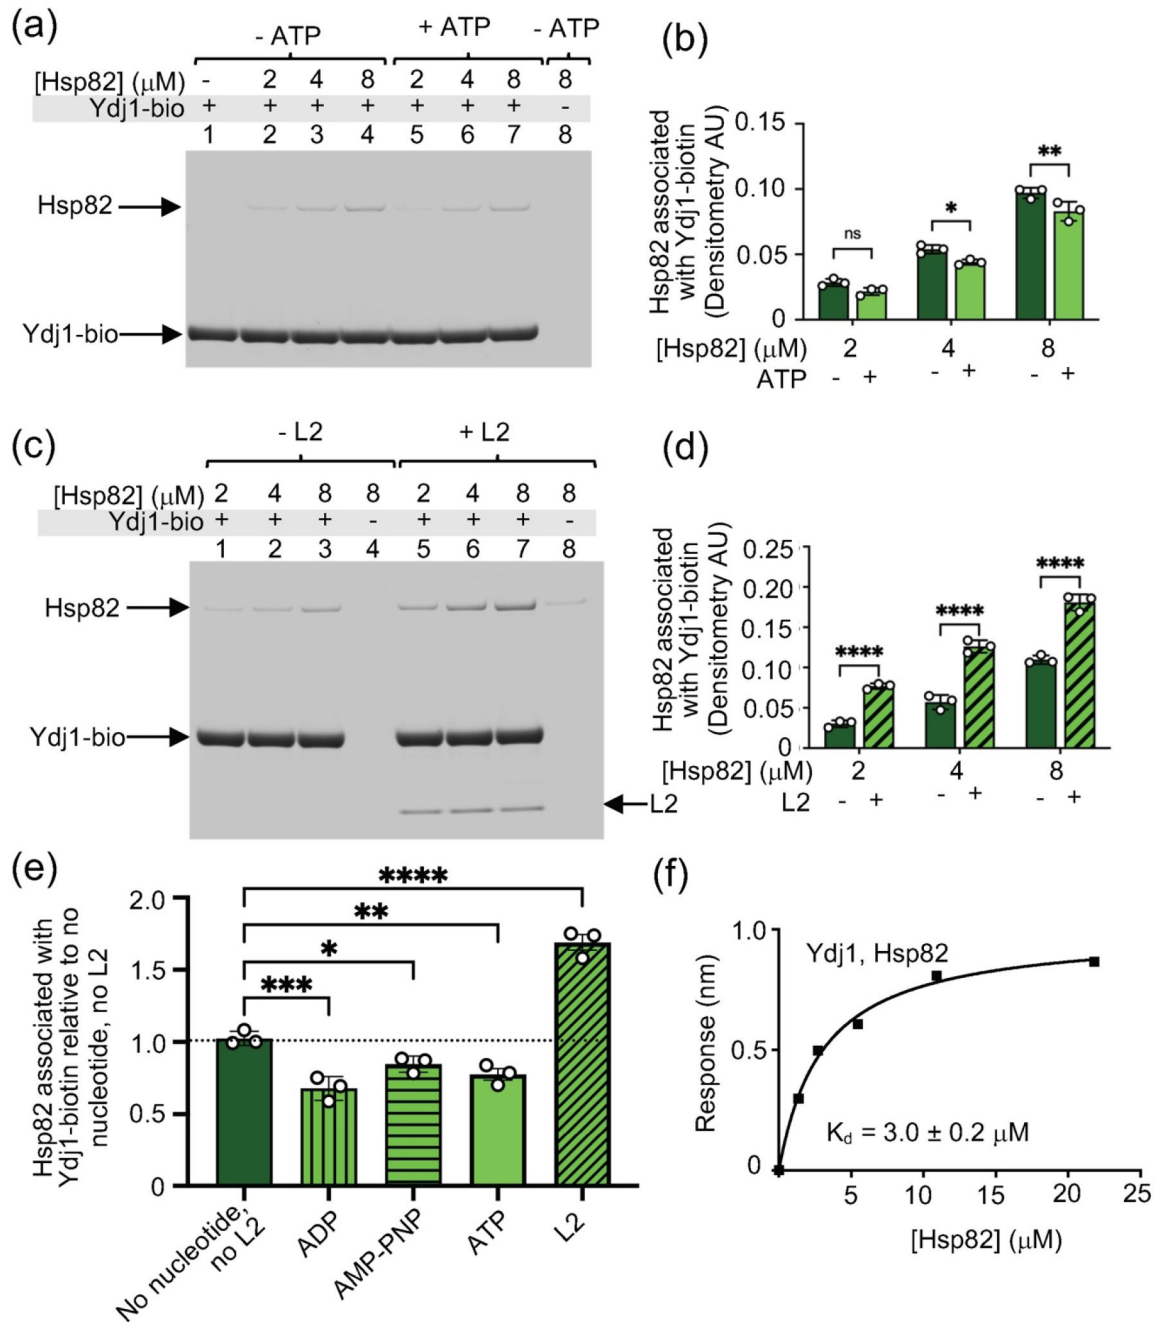 (a)
- ATP + ATP - ATP
[Hsp82] (μM) - 2 4 8 2 4 8 8
Ydj1-bio + + + + + + + -
1 2 3 4 5 6 7 8
Hsp82
Ydj1-bio
(b)
Hsp82 associated
with Ydj1-biotin
(Densitometry AU)
0.15
0.10
0.05
0
ns * **
[Hsp82] (μM) 2 4 8
ATP - + - + - +
(c)
- L2 + L2
[Hsp82] (μM) 2 4 8 8 2 4 8 8
Ydj1-bio + + + - + + + -
1 2 3 4 5 6 7 8
Hsp82
Ydj1-bio
L2
(d)
Hsp82 associated
with Ydj1-biotin
(Densitometry AU)
0.25
0.20
0.15
0.10
0.05
0
**** **** ****
[Hsp82] (μM) 2 4 8
L2 - + - + - +
(e)
Hsp82 associated with
Ydj1-biotin relative to no
nucleotide, no L2
2.0
1.5
1.0
0.5
0
****
**
*
***
No nucleotide,
no L2
ADP
AMP-PNP
ATP
L2
(f)
Response (nm)
1.0
0.5
0
Ydj1, Hsp82
Kd = 3.0 ± 0.2 μM
5 10 15 20 25
[Hsp82] (μM)